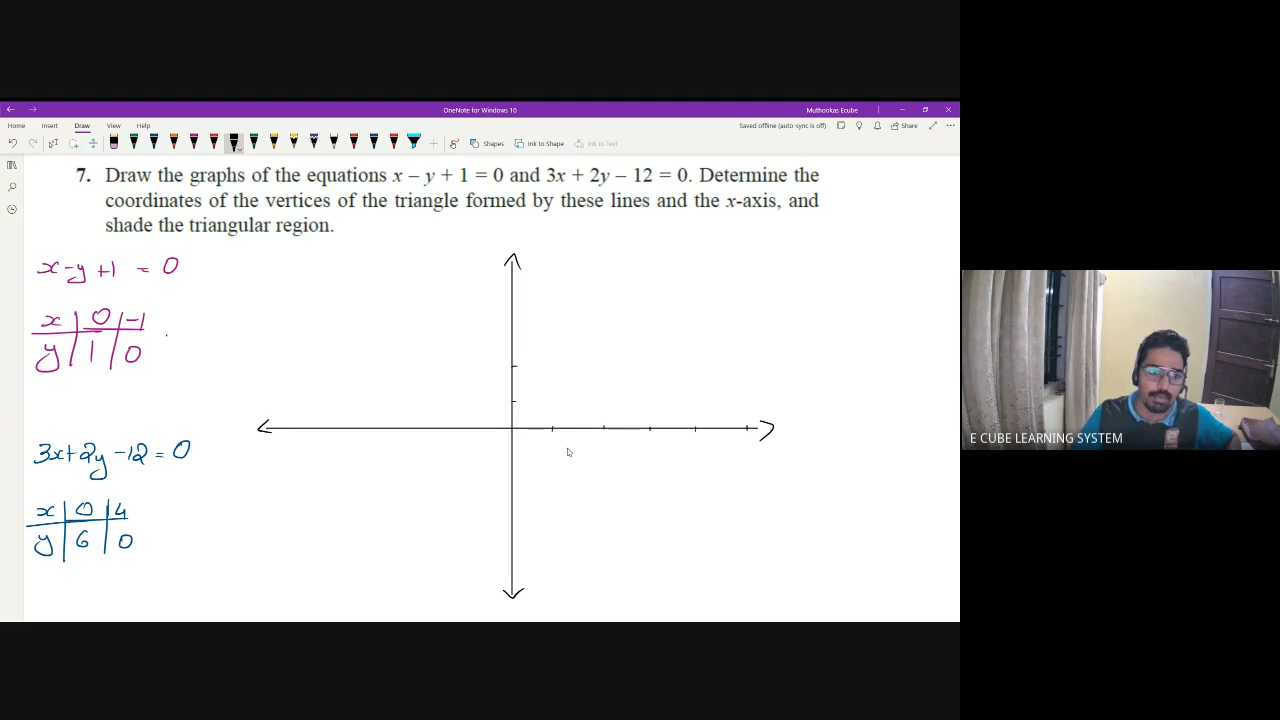 OneNote for Windows 10
Muthookas Ecube
Home Insert Draw View Help
Saved offline (auto-sync is off)
Share
Shapes
Ink to Shape
Ink to Text
7. Draw the graphs of the equations x – y + 1 = 0 and 3x + 2y – 12 = 0. Determine the
coordinates of the vertices of the triangle formed by these lines and the x-axis, and
shade the triangular region.
x-y+1 = 0
x | 0 | -1
y | 1 | 0
3x+2y-12=0
x | 0 | 4
y | 6 | 0
E CUBE LEARNING SYSTEM